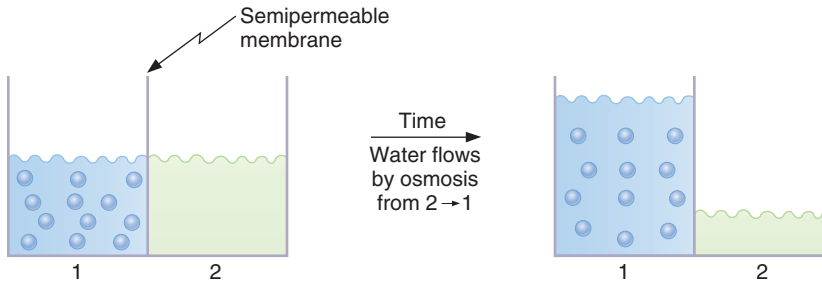 Semipermeable
membrane
Time
Water flows
by osmosis
from 2→1
1
2
1
2